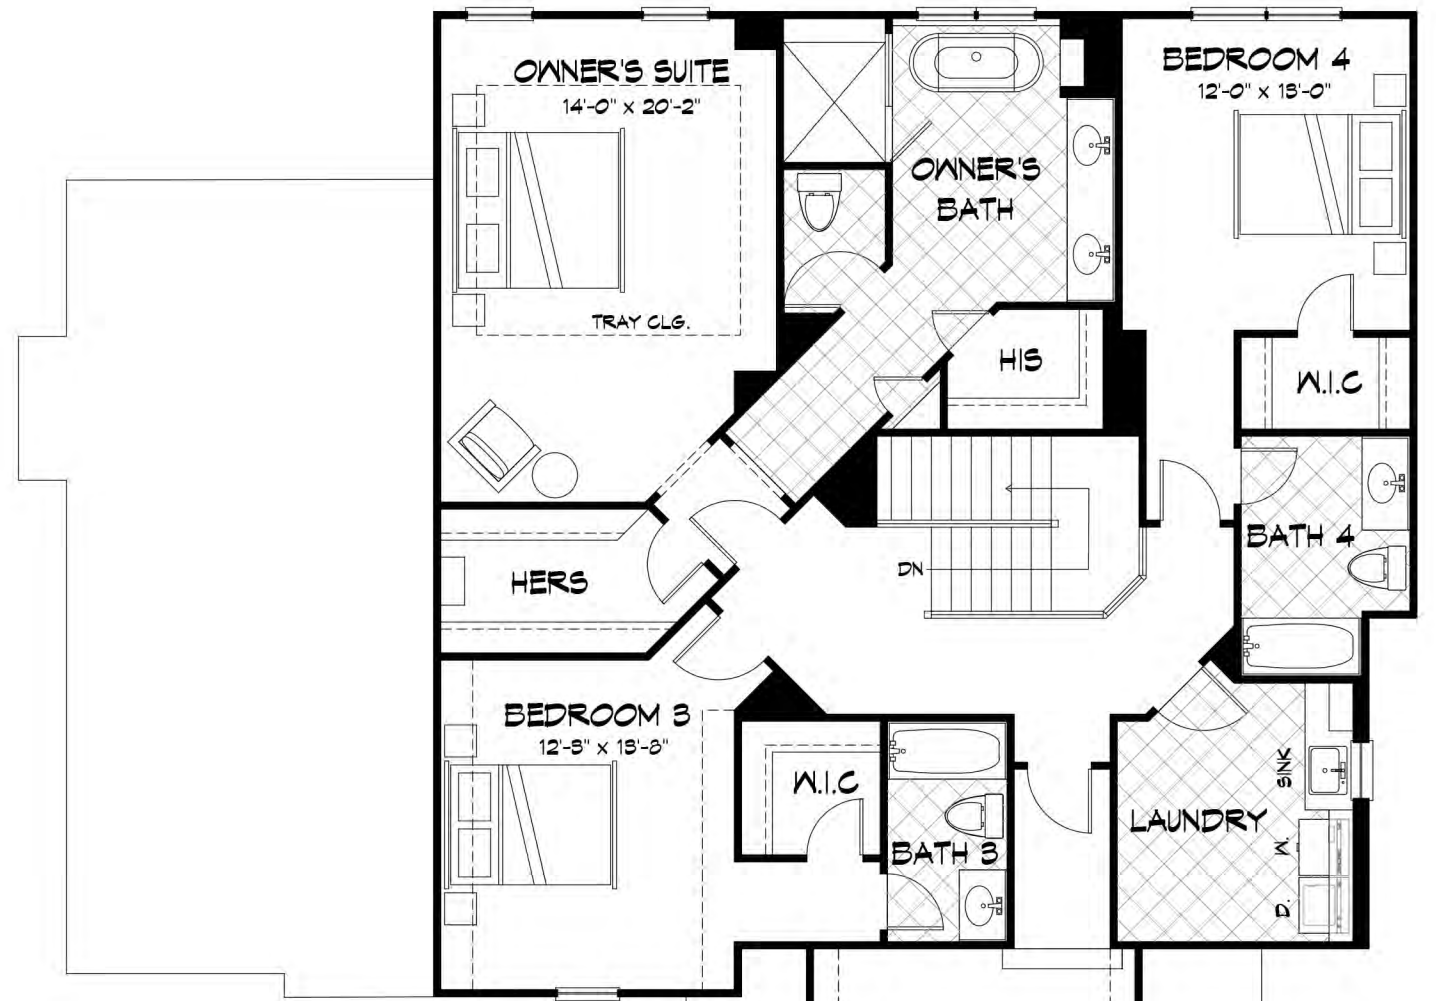 OWNER'S SUITE
14'-0" x 20'-2"
TRAY CLG.
OWNER'S
BATH
BEDROOM 4
12'-0" x 13'-0"
HIS
W.I.C
BATH 4
DN
HERS
BEDROOM 3
12'-3" x 13'-8"
W.I.C
BATH 3
LAUNDRY
SINK
W.
D.